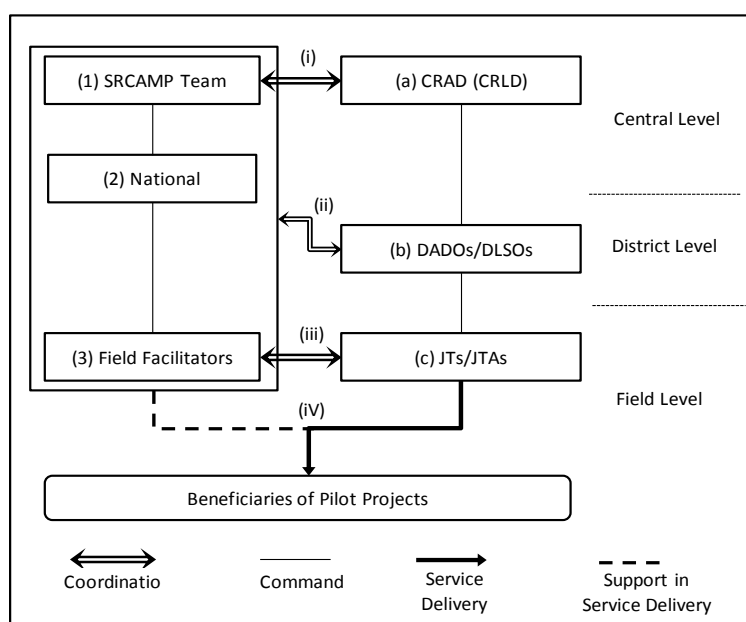 (i)
(1) SRCAMP Team
(a) CRAD (CRLD)
Central Level
(2) National
(ii)
(b) DADOs/DLSOs
District Level
(iii)
(3) Field Facilitators
(c) JTs/JTAs
Field Level
(iV)
Beneficiaries of Pilot Projects
Coordinatio
Command
Service
Delivery
Support in
Service Delivery